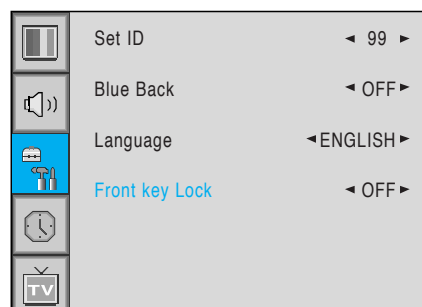 Set ID ◄ 99 ►
Blue Back ◄ OFF ►
Language ◄ ENGLISH ►
Front key Lock ◄ OFF ►
TV